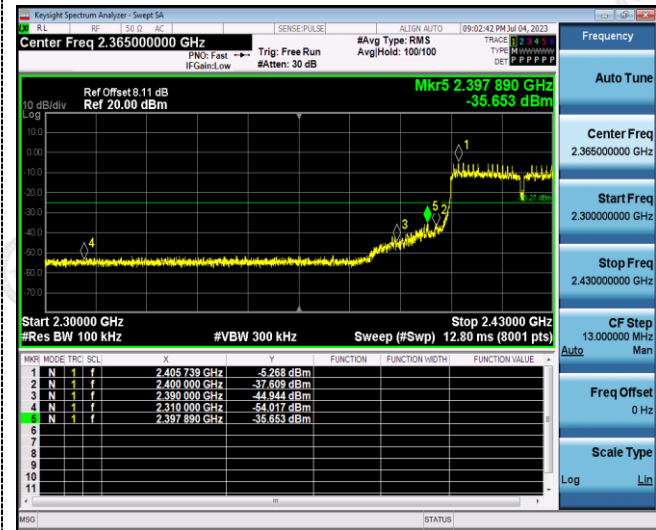 Keysight Spectrum Analyzer - Swept SA
RL RF 50 Ω AC SENSE:PULSE ALIGN AUTO 09:02:42 PM Jul 04, 2023
Center Freq 2.365000000 GHz
PNO: Fast
IFGain:Low
Trig: Free Run
#Atten: 30 dB
#Avg Type: RMS
Avg|Hold: 100/100
TRACE 1 2 3 4 5 6
TYPE M W W W W W
DET P P P P P P
Mkr5 2.397 890 GHz
-35.653 dBm
Ref Offset 8.11 dB
10 dB/div Ref 20.00 dBm
Log
10.0
0.00
-10.0
-20.0
-30.0
-40.0
-50.0
-60.0
-70.0
1
5 2
3
4
Start 2.30000 GHz Stop 2.43000 GHz
#Res BW 100 kHz #VBW 300 kHz Sweep (#Swp) 12.80 ms (8001 pts)
MKR MODE TRC SCL X Y FUNCTION FUNCTION WIDTH FUNCTION VALUE
1 N 1 f 2.405 739 GHz -5.268 dBm
2 N 1 f 2.400 000 GHz -37.609 dBm
3 N 1 f 2.390 000 GHz -44.944 dBm
4 N 1 f 2.310 000 GHz -54.017 dBm
5 N 1 f 2.397 890 GHz -35.653 dBm
6
7
8
9
10
11
MSG STATUS
Frequency
Auto Tune
Center Freq
2.365000000 GHz
Start Freq
2.300000000 GHz
Stop Freq
2.430000000 GHz
CF Step
13.000000 MHz
Auto Man
Freq Offset
0 Hz
Scale Type
Log Lin